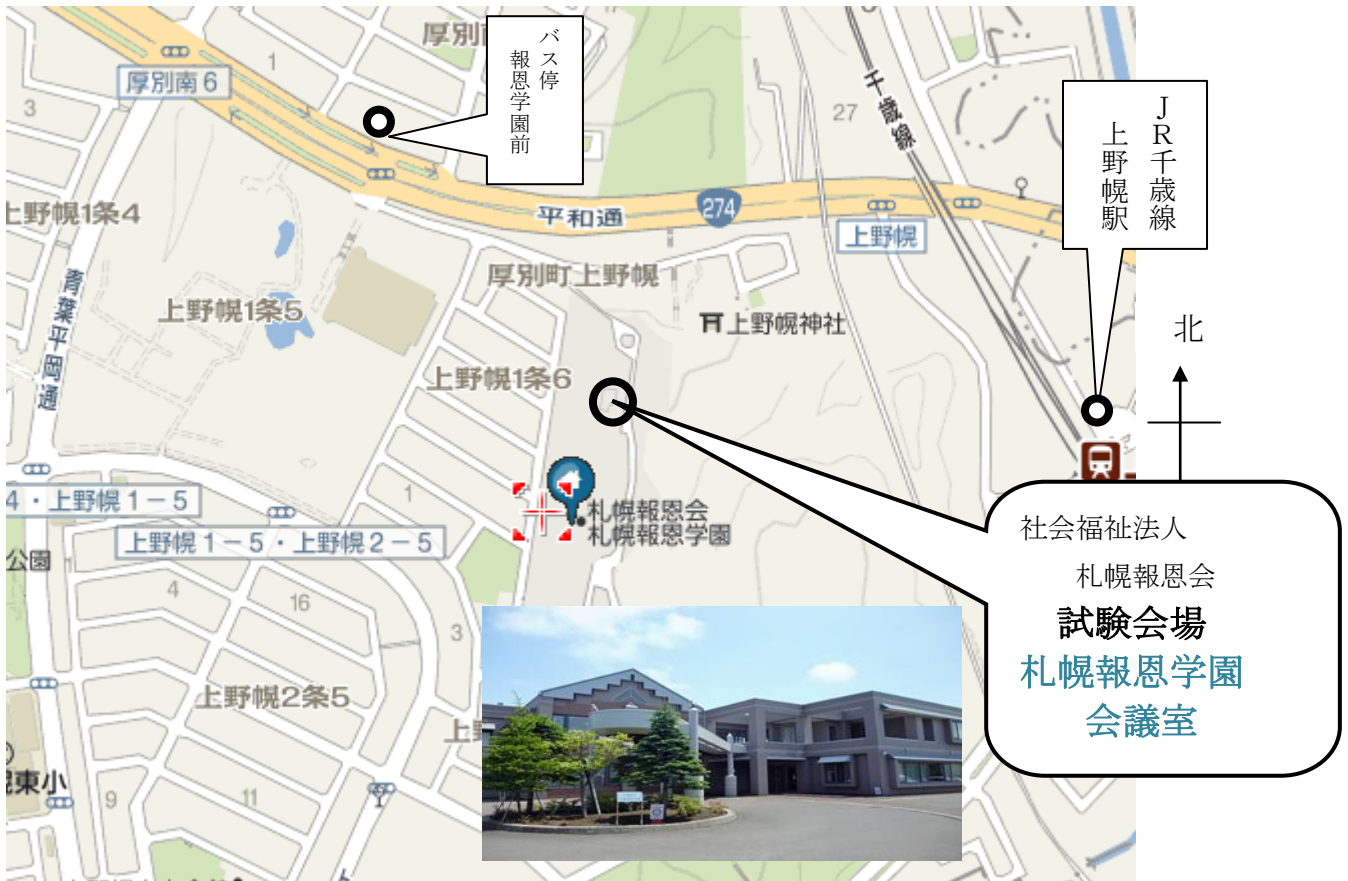 厚別南6
1
3
バス停
報恩学園前
27
千歳線
JR千歳線
上野幌駅
上野幌1条4
平和通
274
上野幌
厚別町上野幌
青葉平岡通
上野幌1条5
上野幌神社
北
上野幌1条6
1
札幌報恩会
札幌報恩学園
4・上野幌1-5
上野幌1-5・上野幌2-5
公園
4
16
3
上野幌2条5
9
11
東小
社会福祉法人
札幌報恩会
試験会場
札幌報恩学園
会議室